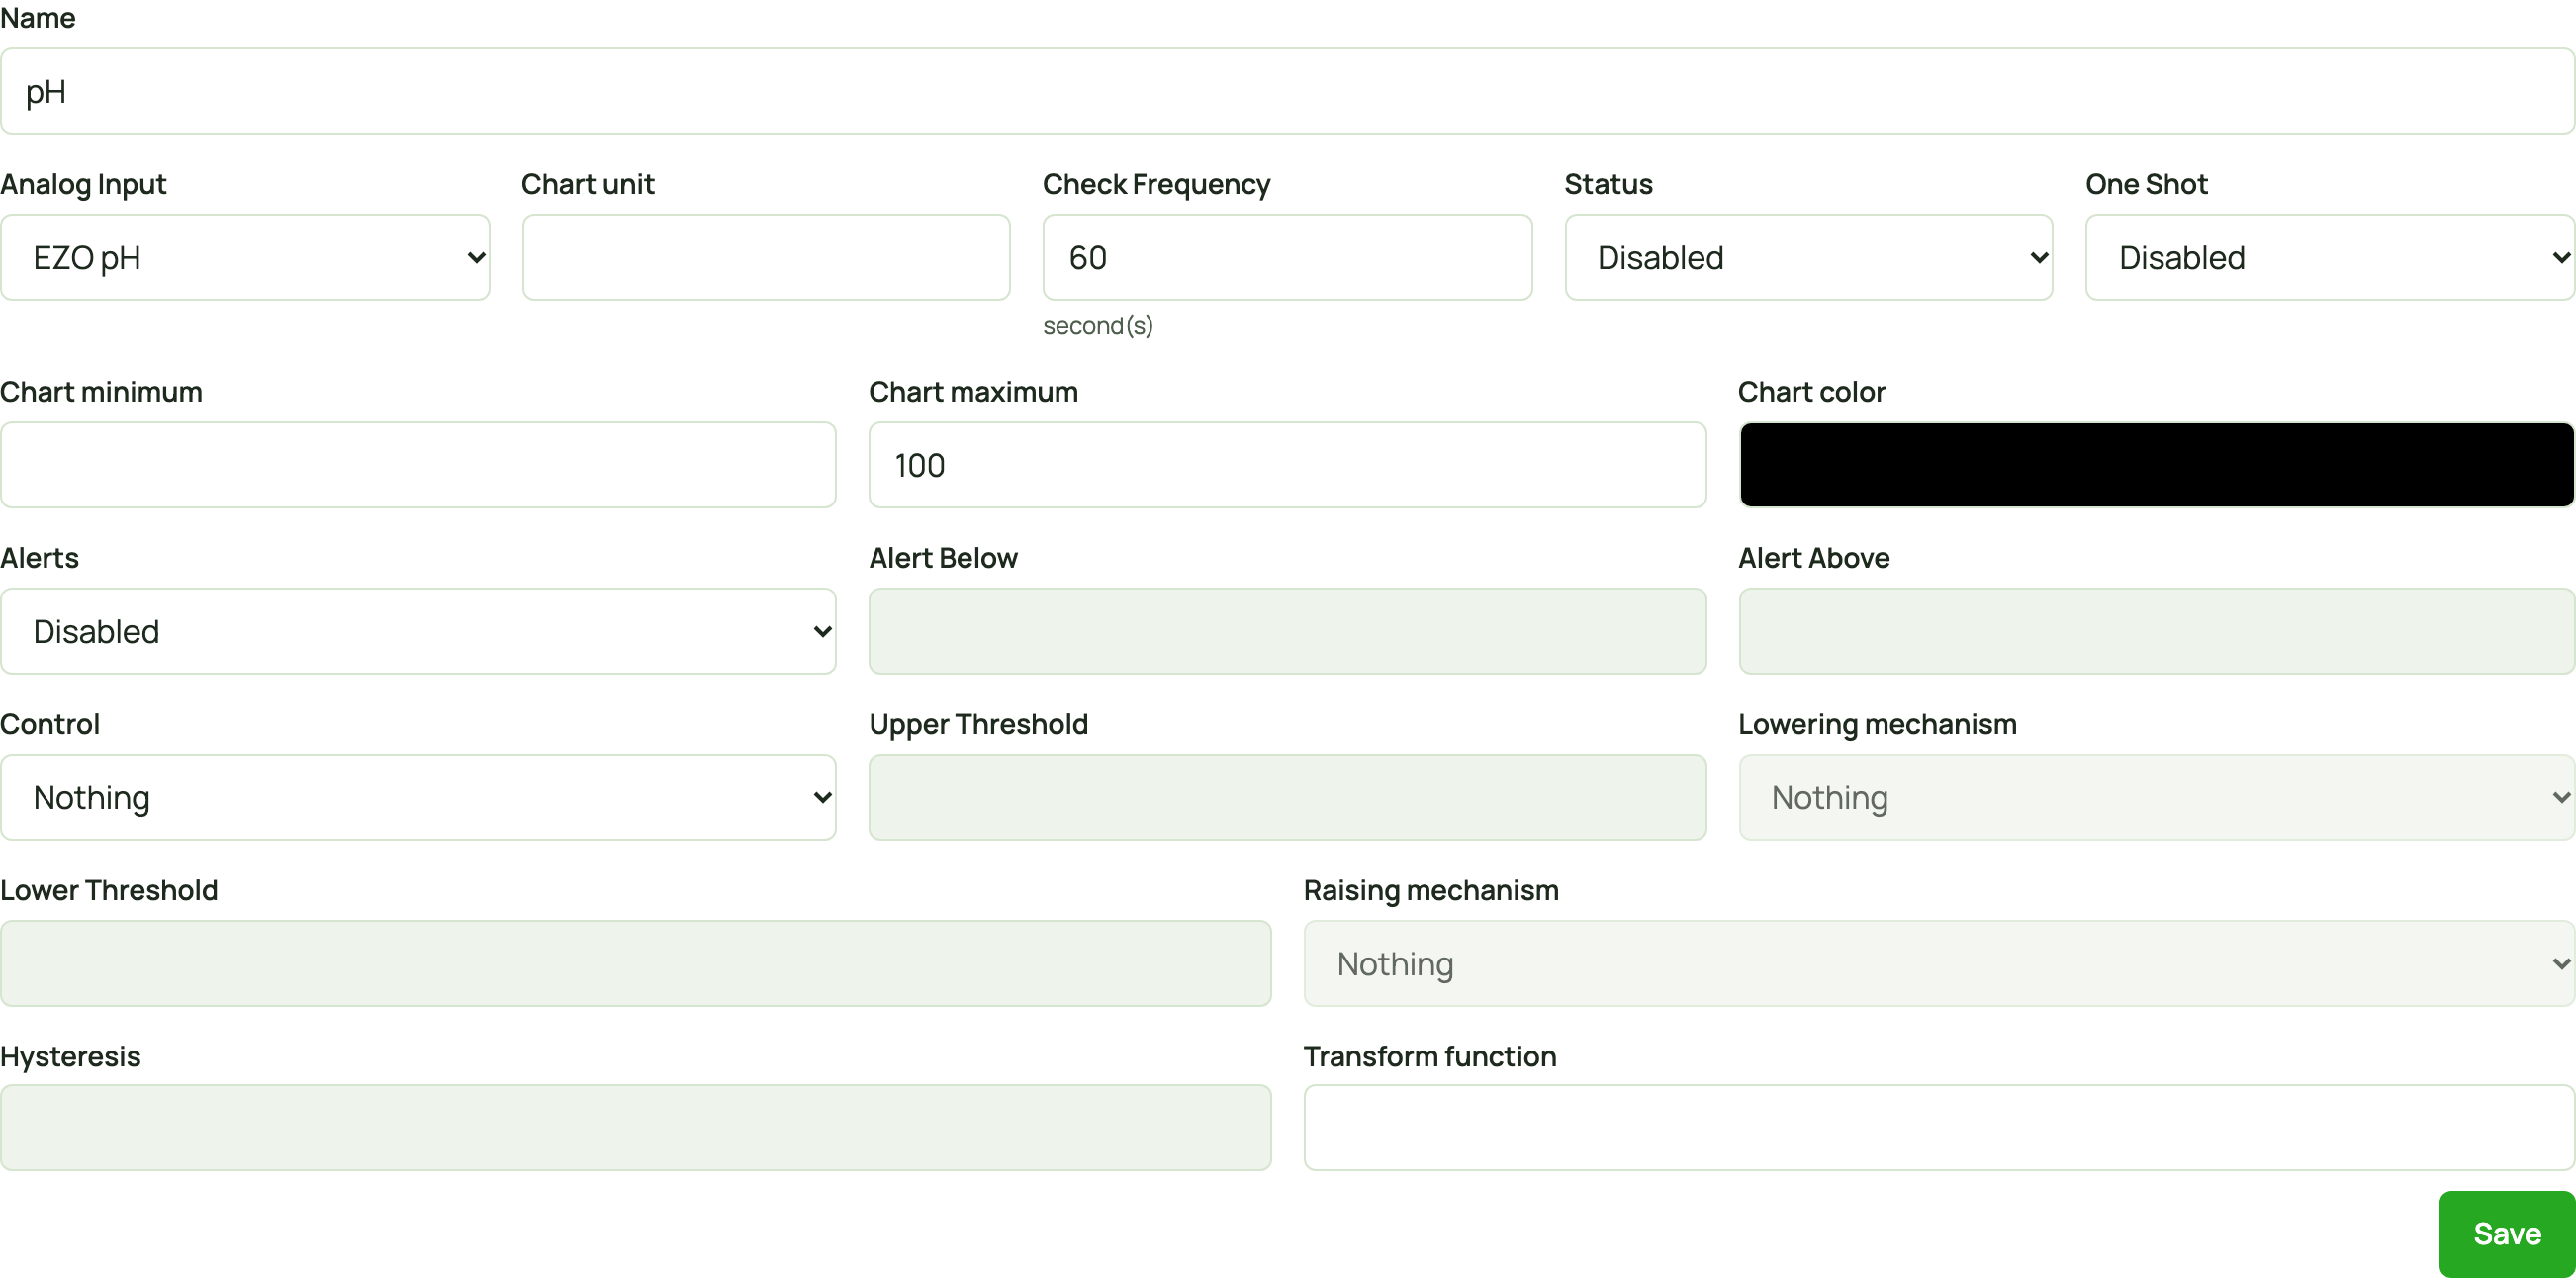 Name
pH
Analog Input Chart unit Check Frequency Status One Shot
EZO pH 60 Disabled Disabled
second(s)
Chart minimum Chart maximum Chart color
100
Alerts Alert Below Alert Above
Disabled
Control Upper Threshold Lowering mechanism
Nothing Nothing
Lower Threshold Raising mechanism
Nothing
Hysteresis Transform function
Save